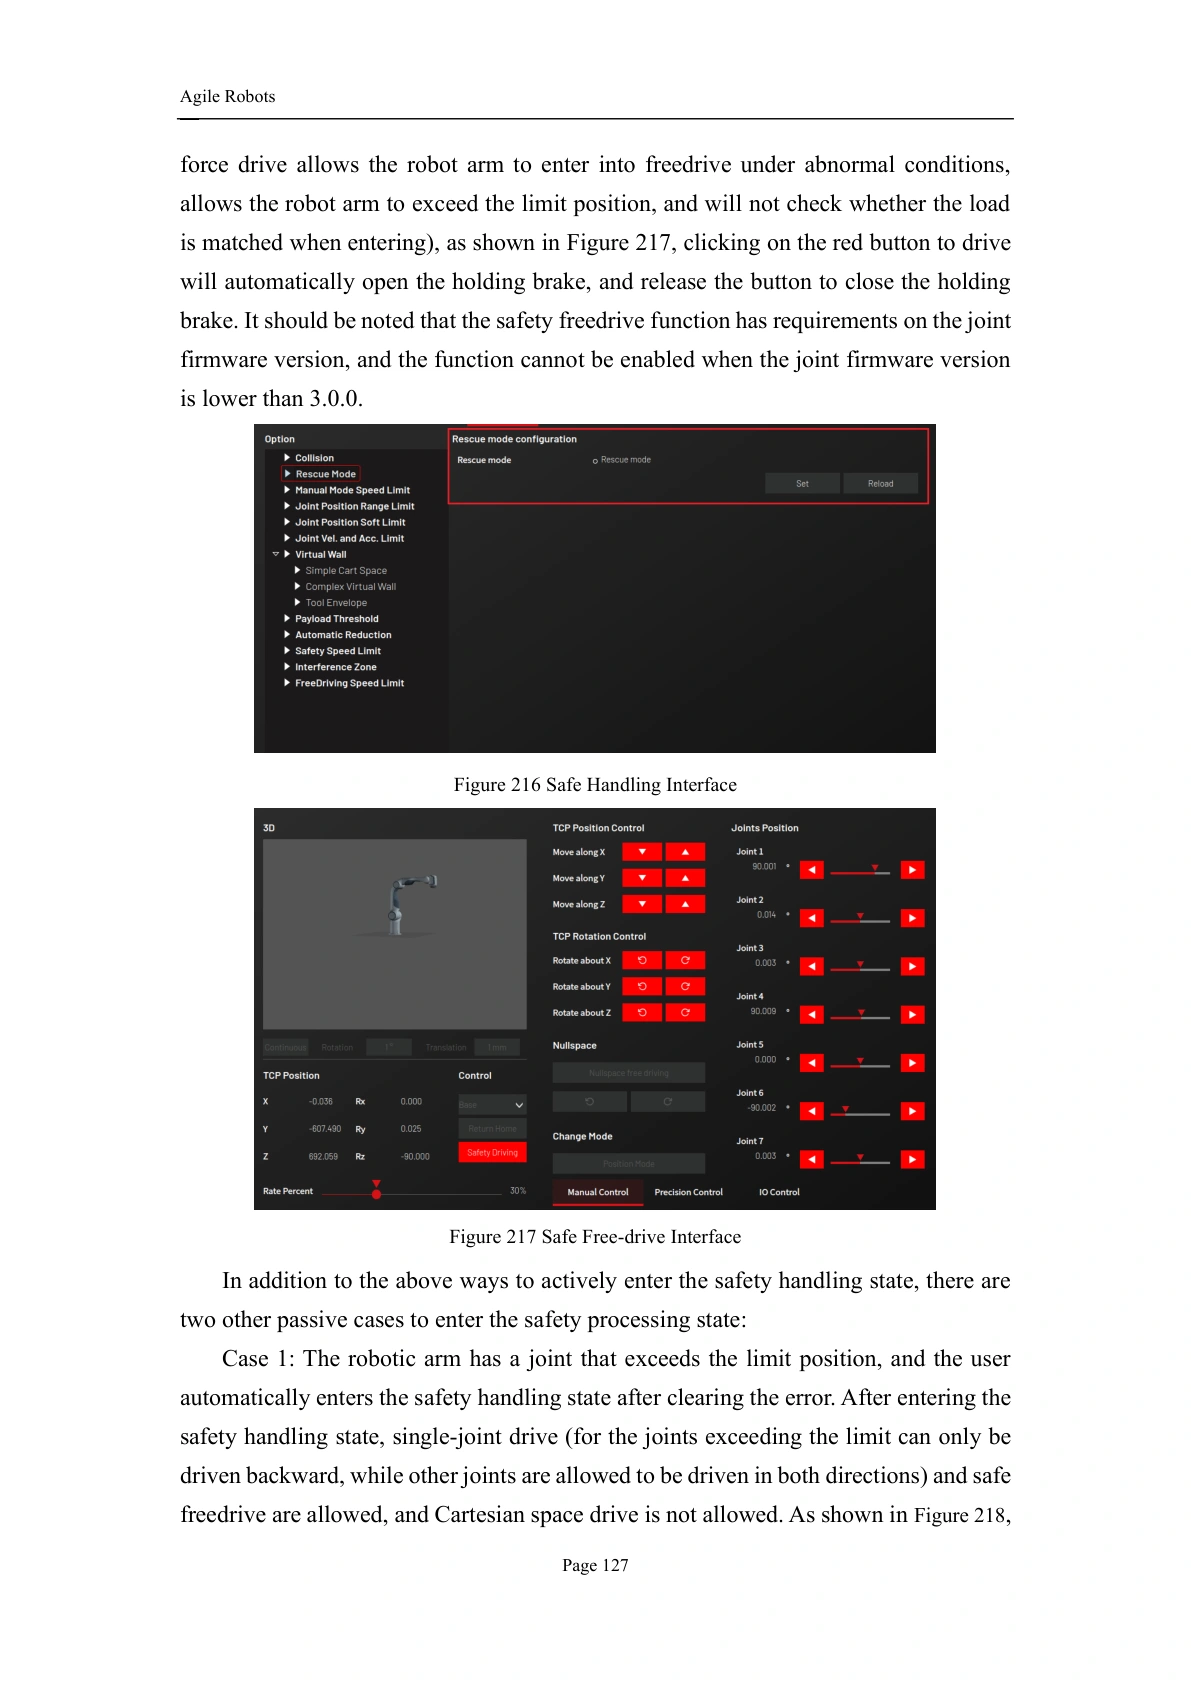 Agile Robots
force drive allows the robot arm to enter into freedrive under abnormal conditions,
allows the robot arm to exceed the limit position, and will not check whether the load
is matched when entering), as shown in Figure 217, clicking on the red button to drive
will automatically open the holding brake, and release the button to close the holding
brake. It should be noted that the safety freedrive function has requirements on the joint
firmware version, and the function cannot be enabled when the joint firmware version
is lower than 3.0.0.
Option
Collision
Rescue Mode
Manual Mode Speed Limit
Joint Position Range Limit
Joint Position Soft Limit
Joint Vel. and Acc. Limit
Virtual Wall
Simple Cart Space
Complex Virtual Wall
Tool Envelope
Payload Threshold
Automatic Reduction
Safety Speed Limit
Interference Zone
FreeDriving Speed Limit
Rescue mode configuration
Rescue mode Rescue mode
Set Reload
Figure 216 Safe Handling Interface
3D
Continuous Rotation 1° Translation 1 mm
TCP Position
X -0.036 Rx 0.000
Y -607.490 Ry 0.025
Z 692.059 Rz -90.000
Control
Base
Return Home
Safety Driving
Rate Percent 30%
TCP Position Control
Move along X
Move along Y
Move along Z
TCP Rotation Control
Rotate about X
Rotate about Y
Rotate about Z
Nullspace
Nullspace free driving
Change Mode
Position Mode
Manual Control Precision Control IO Control
Joints Position
Joint 1
90.001 °
Joint 2
0.014 °
Joint 3
0.003 °
Joint 4
90.009 °
Joint 5
0.000 °
Joint 6
-90.002 °
Joint 7
0.003 °
Figure 217 Safe Free-drive Interface
In addition to the above ways to actively enter the safety handling state, there are
two other passive cases to enter the safety processing state:
Case 1: The robotic arm has a joint that exceeds the limit position, and the user
automatically enters the safety handling state after clearing the error. After entering the
safety handling state, single-joint drive (for the joints exceeding the limit can only be
driven backward, while other joints are allowed to be driven in both directions) and safe
freedrive are allowed, and Cartesian space drive is not allowed. As shown in Figure 218,
Page 127